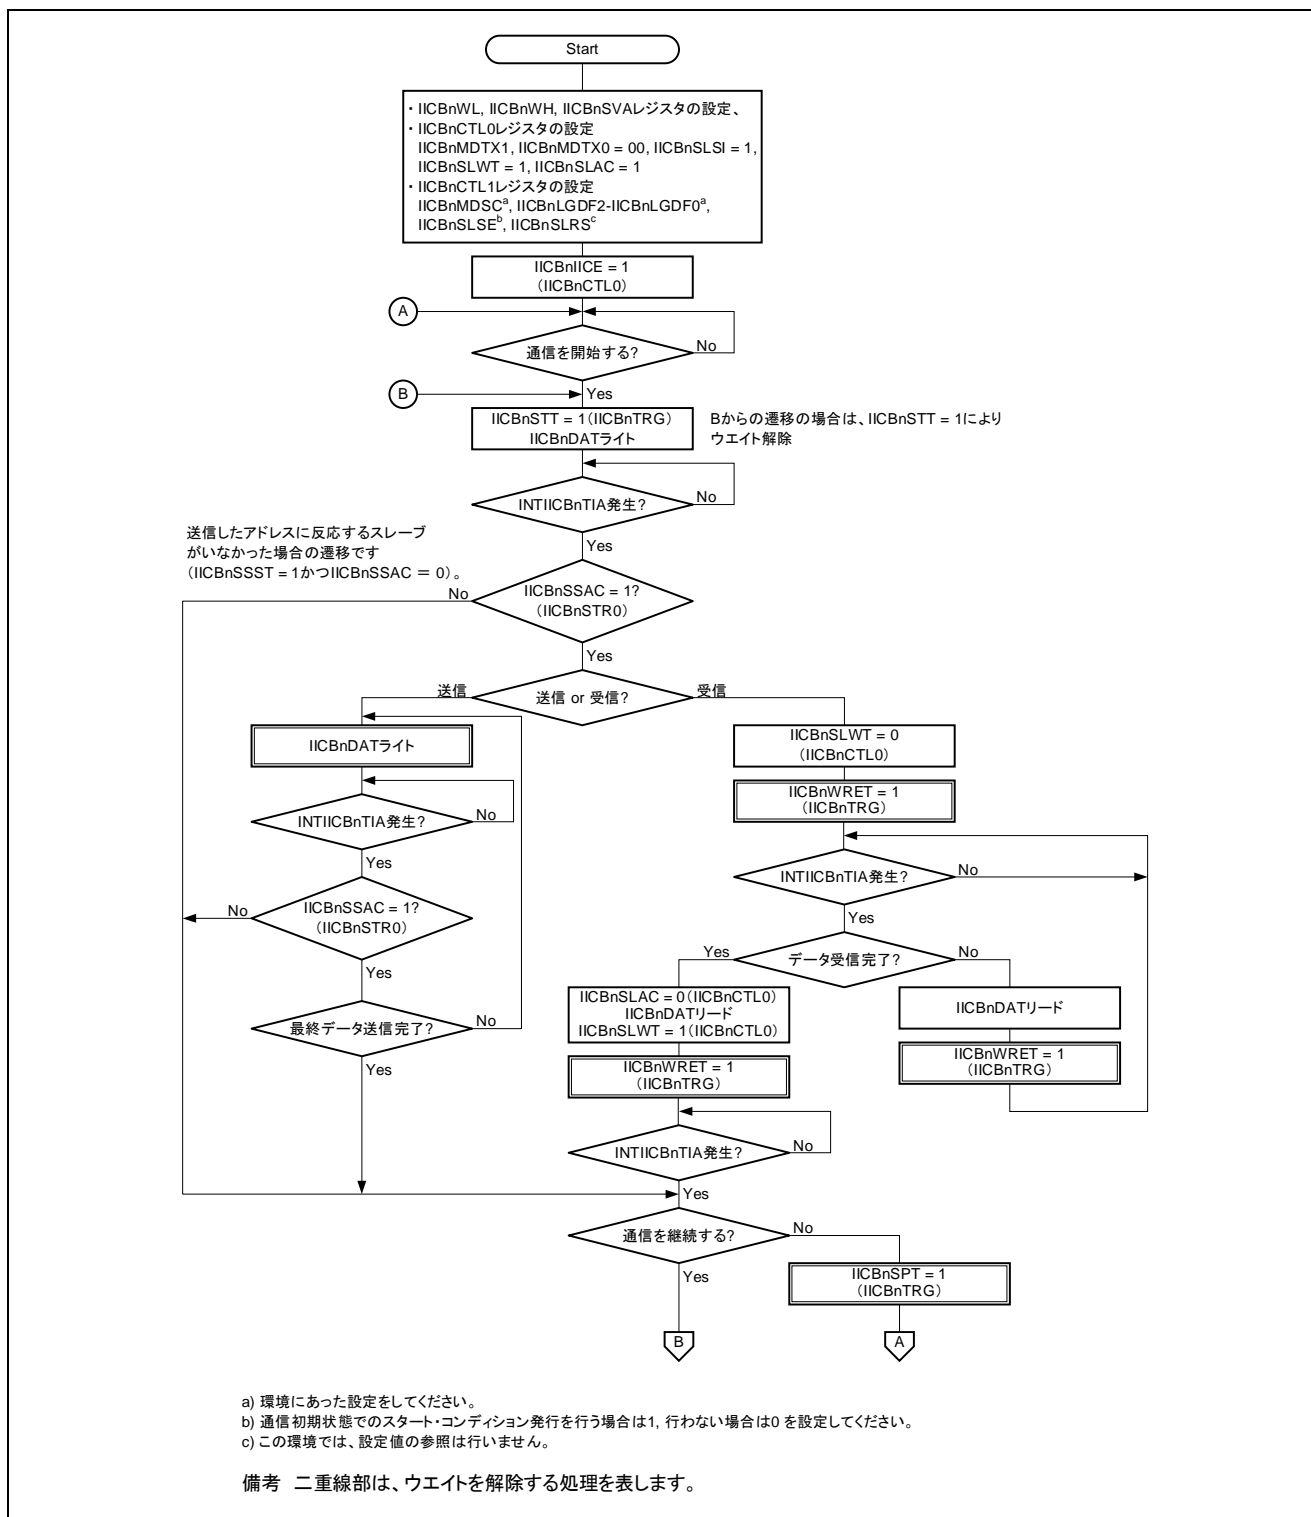 Start
・ IICBnWL, IICBnWH, IICBnSVAレジスタの設定、
・ IICBnCTL0レジスタの設定
IICBnMDTX1, IICBnMDTX0 = 00, IICBnSLSI = 1,
IICBnSLWT = 1, IICBnSLAC = 1
・ IICBnCTL1レジスタの設定
IICBnMDSCa, IICBnLGDF2-IICBnLGDF0a,
IICBnSLSEb, IICBnSLRSc
IICBnIICE = 1
(IICBnCTL0)
A
通信を開始する?
No
Yes
B
IICBnSTT = 1(IICBnTRG)
IICBnDATライト
Bからの遷移の場合は、IICBnSTT = 1により
ウエイト解除
INTIICBnTIA発生?
No
Yes
送信したアドレスに反応するスレーブ
がいなかった場合の遷移です
(IICBnSSST = 1かつIICBnSSAC = 0)。
IICBnSSAC = 1?
(IICBnSTR0)
No
Yes
送信 or 受信?
送信
受信
IICBnDATライト
INTIICBnTIA発生?
No
Yes
IICBnSSAC = 1?
(IICBnSTR0)
No
Yes
最終データ送信完了?
No
Yes
IICBnSLWT = 0
(IICBnCTL0)
IICBnWRET = 1
(IICBnTRG)
INTIICBnTIA発生?
No
Yes
データ受信完了?
Yes
No
IICBnSLAC = 0(IICBnCTL0)
IICBnDATリード
IICBnSLWT = 1(IICBnCTL0)
IICBnDATリード
IICBnWRET = 1
(IICBnTRG)
IICBnWRET = 1
(IICBnTRG)
INTIICBnTIA発生?
No
Yes
通信を継続する?
No
Yes
IICBnSPT = 1
(IICBnTRG)
B
A
a) 環境にあった設定をしてください。
b) 通信初期状態でのスタート・コンディション発行を行う場合は1, 行わない場合は0 を設定してください。
c) この環境では、設定値の参照は行いません。
備考 二重線部は、ウエイトを解除する処理を表します。